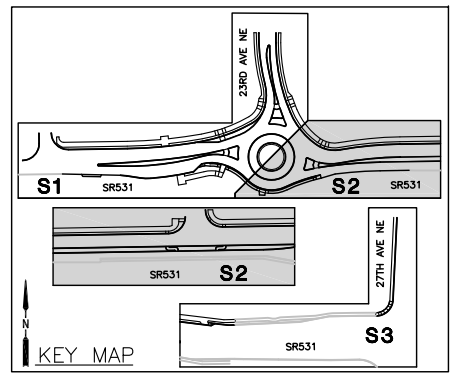 23RD AVE NE
S1
SR531
S2
SR531
SR531
S2
27TH AVE NE
S3
SR531
N
KEY MAP